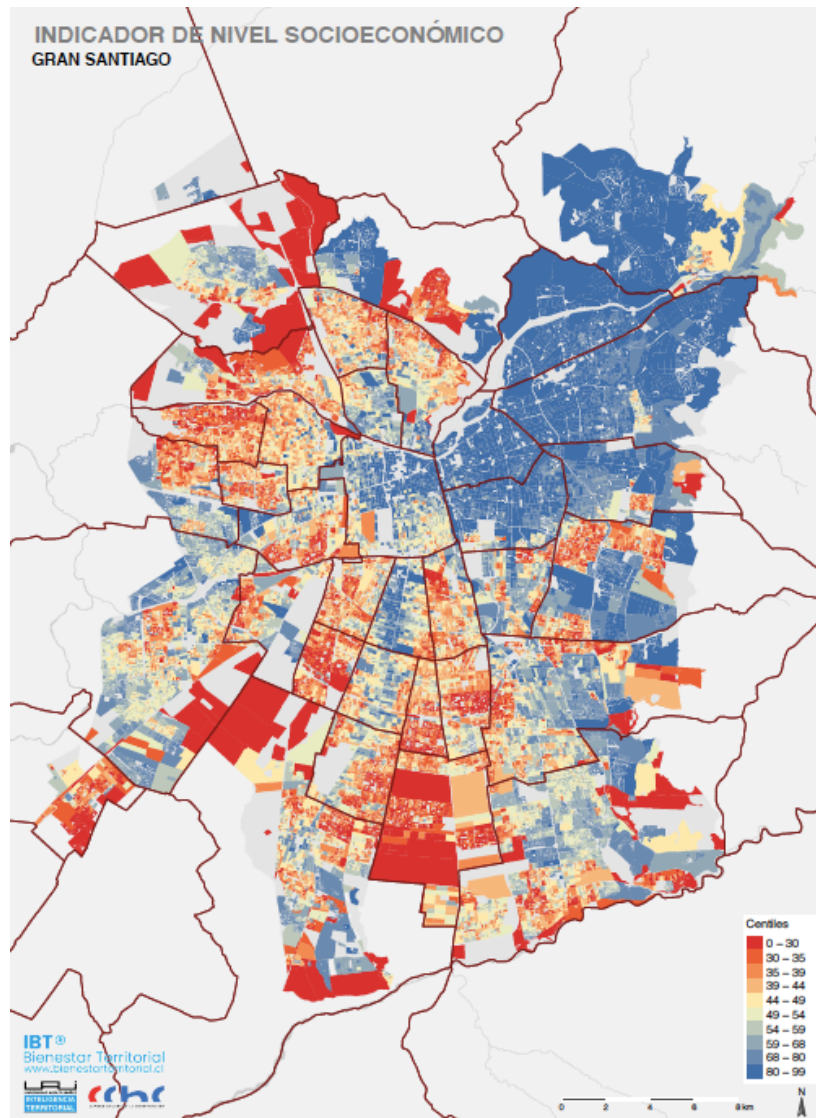 INDICADOR DE NIVEL SOCIOECONÓMICO
GRAN SANTIAGO
Centiles
0 – 30
30 – 35
35 – 39
39 – 44
44 – 49
49 – 54
54 – 59
59 – 68
68 – 80
80 – 99
IBT ®
Bienestar Territorial
www.bienestarterritorial.cl
UAI
INTELIGENCIA
TERRITORIAL
cchc
0 2 4 6 8 km
N